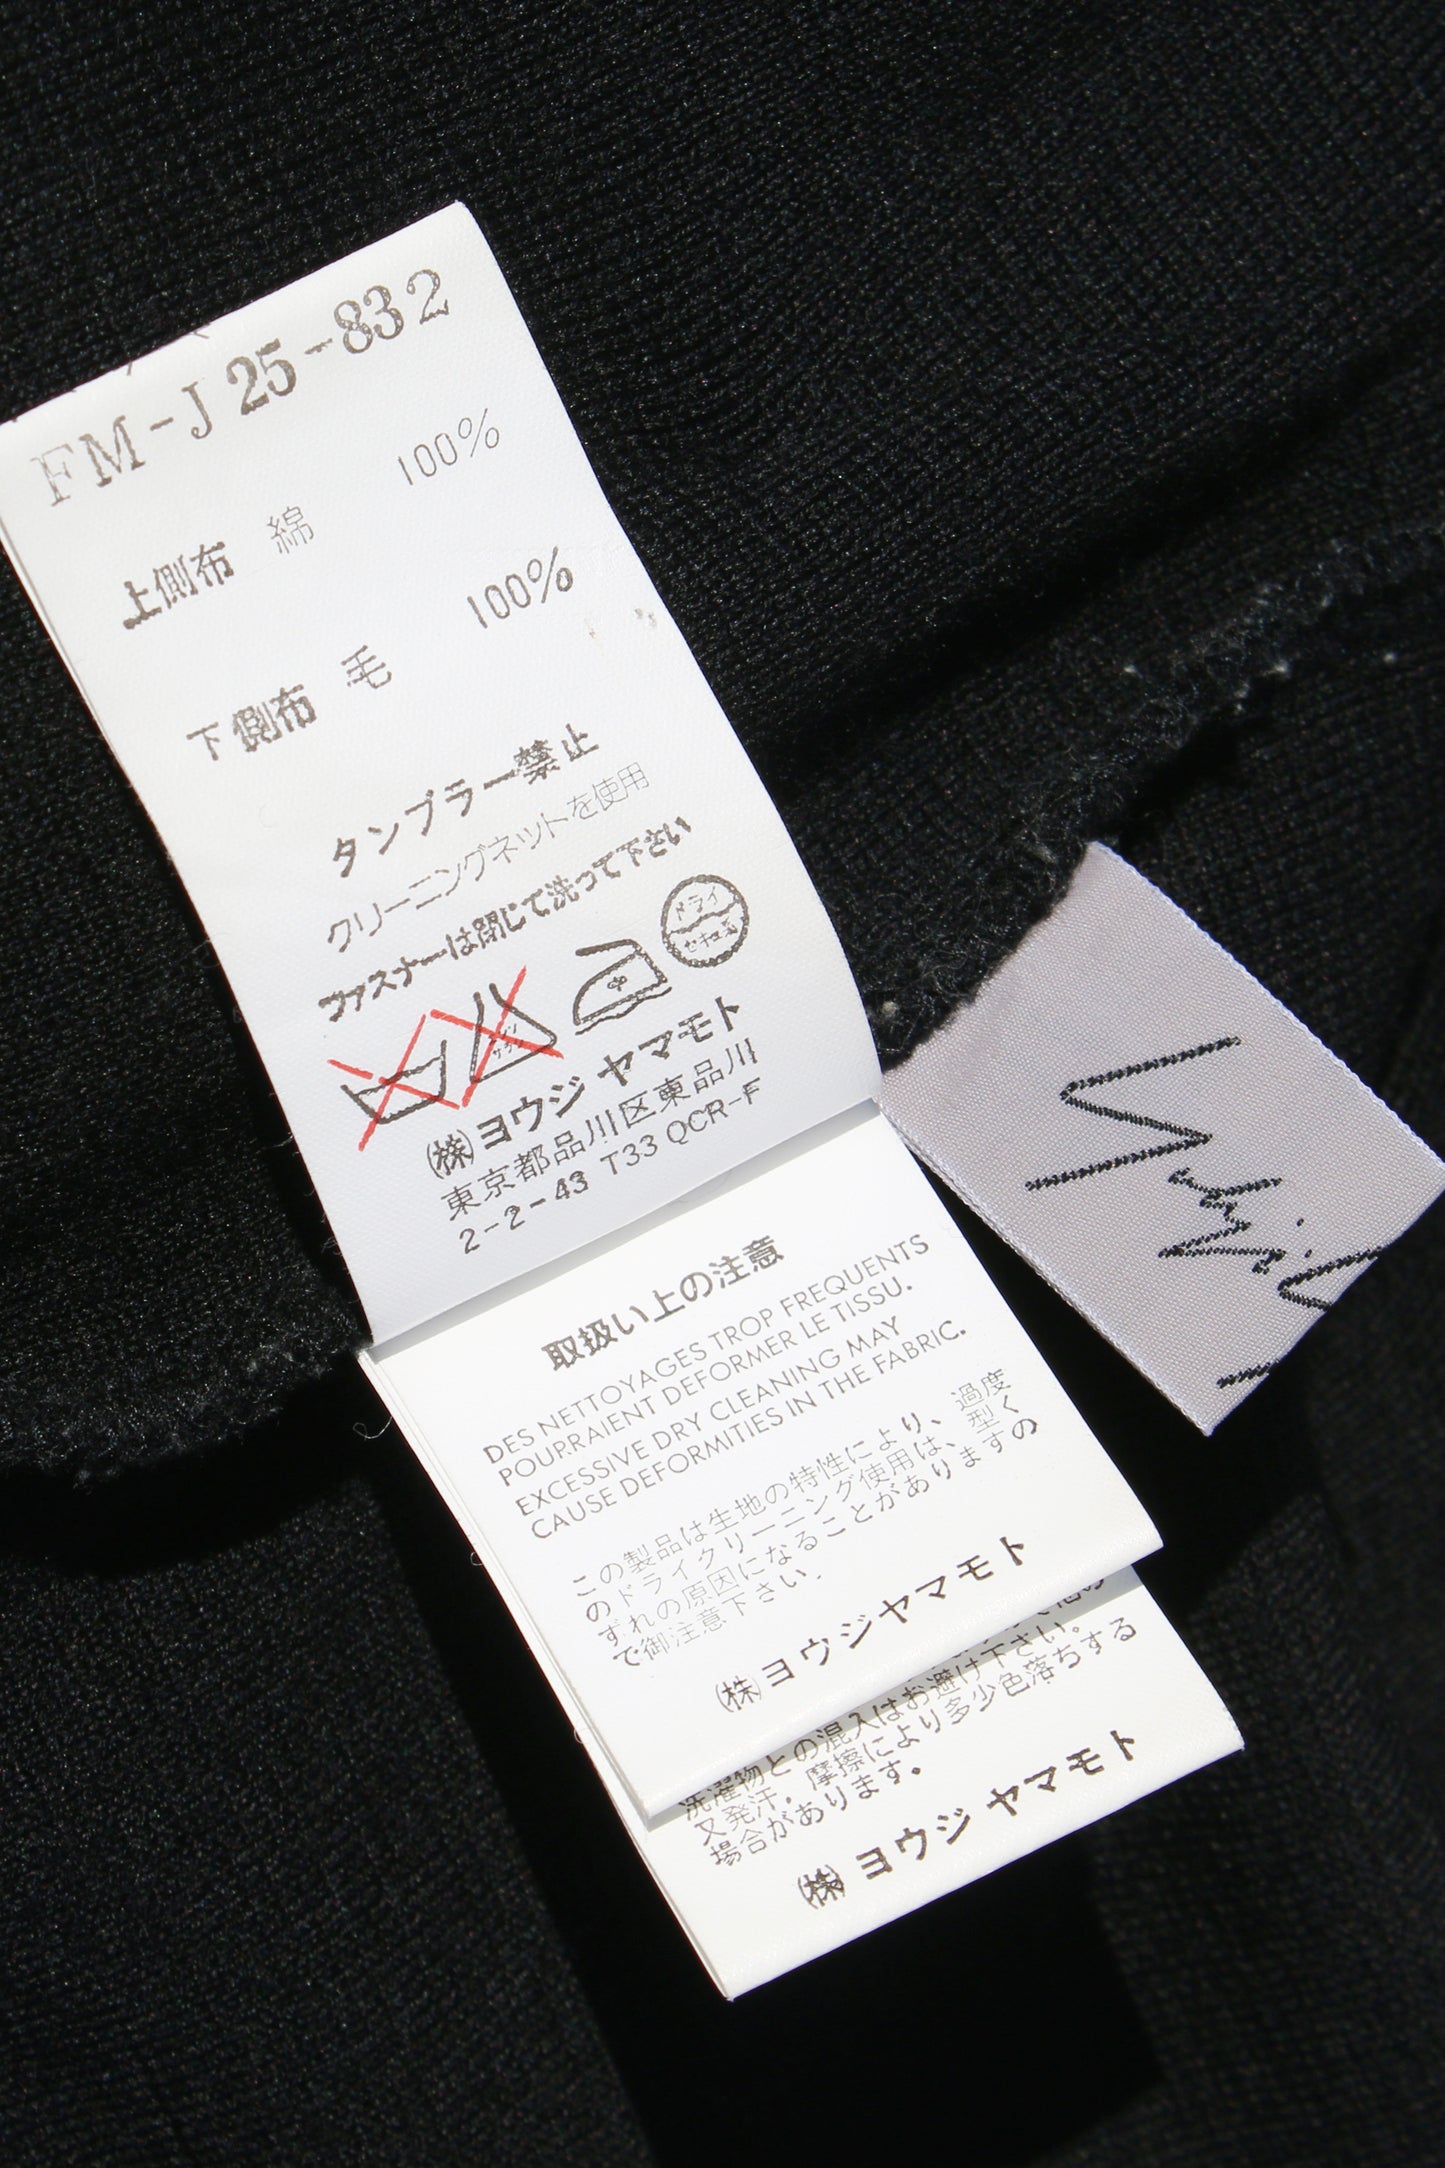 FM-J25-832
上側布 綿 100%
下側布 毛 100%
タンブラー禁止
クリーニングネットを使用
ファスナーは閉じて洗って下さい
ドライ
セキユ系
(株)ヨウジ ヤマモト
東京都品川区東品川
2-2-43 T33 QCR-F
取扱い上の注意
DES NETTOYAGES TROP FREQUENTS
POURRAIENT DEFORMER LE TISSU.
EXCESSIVE DRY CLEANING MAY
CAUSE DEFORMITIES IN THE FABRIC.
この製品は生地の特性により、過度
のドライクリーニング使用は、型く
ずれの原因になることがありますの
で御注意下さい.
(株)ヨウジヤマモト
洗濯物との混入はお避け下さい。
又発汗．摩擦により多少色落ちする
場合があります。
(株)ヨウジ ヤマモト